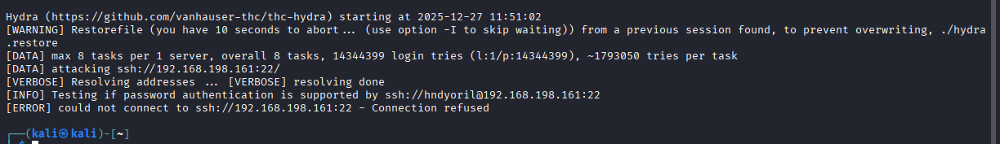 Hydra (https://github.com/vanhauser-thc/thc-hydra) starting at 2025-12-27 11:51:02
[WARNING] Restorefile (you have 10 seconds to abort... (use option -I to skip waiting)) from a previous session found, to prevent overwriting, ./hydra
.restore
[DATA] max 8 tasks per 1 server, overall 8 tasks, 14344399 login tries (l:1/p:14344399), ~1793050 tries per task
[DATA] attacking ssh://192.168.198.161:22/
[VERBOSE] Resolving addresses ... [VERBOSE] resolving done
[INFO] Testing if password authentication is supported by ssh://hndyoril@192.168.198.161:22
[ERROR] could not connect to ssh://192.168.198.161:22 - Connection refused
┌──(kali㉿kali)-[~]